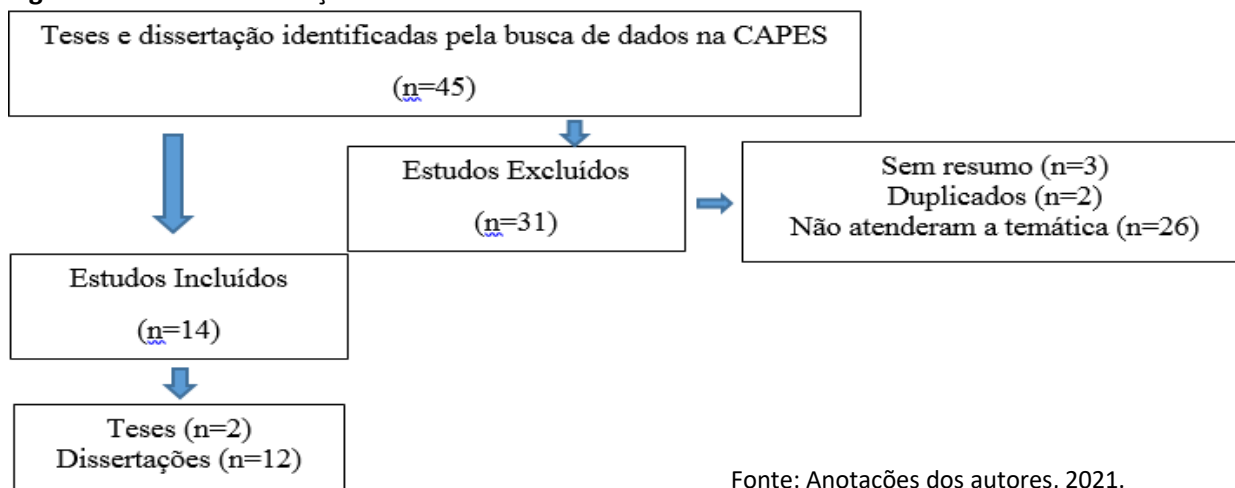 Teses e dissertação identificadas pela busca de dados na CAPES
(n=45)
Estudos Excluídos
(n=31)
Sem resumo (n=3)
Duplicados (n=2)
Não atenderam a temática (n=26)
Estudos Incluídos
(n=14)
Teses (n=2)
Dissertações (n=12)
Fonte: Anotações dos autores, 2021.